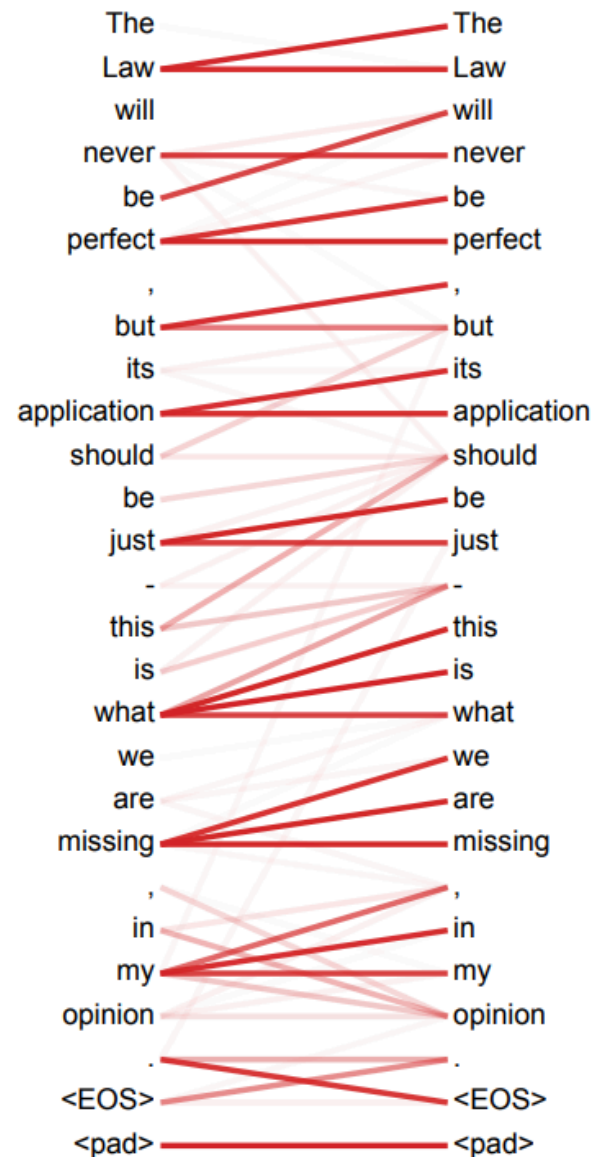 The The
Law Law
will will
never never
be be
perfect perfect
, ,
but but
its its
application application
should should
be be
just just
- -
this this
is is
what what
we we
are are
missing missing
, ,
in in
my my
opinion opinion
. .
<EOS> <EOS>
<pad> <pad>